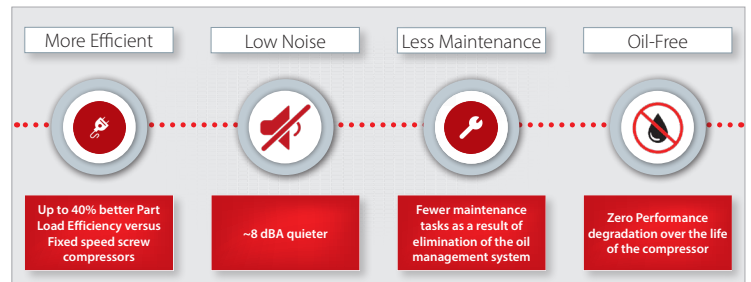 More Efficient
Low Noise
Less Maintenance
Oil-Free
Up to 40% better Part
Load Efficiency versus
Fixed speed screw
compressors
~8 dBA quieter
Fewer maintenance
tasks as a result of
elimination of the oil
management system
Zero Performance
degradation over the life
of the compressor